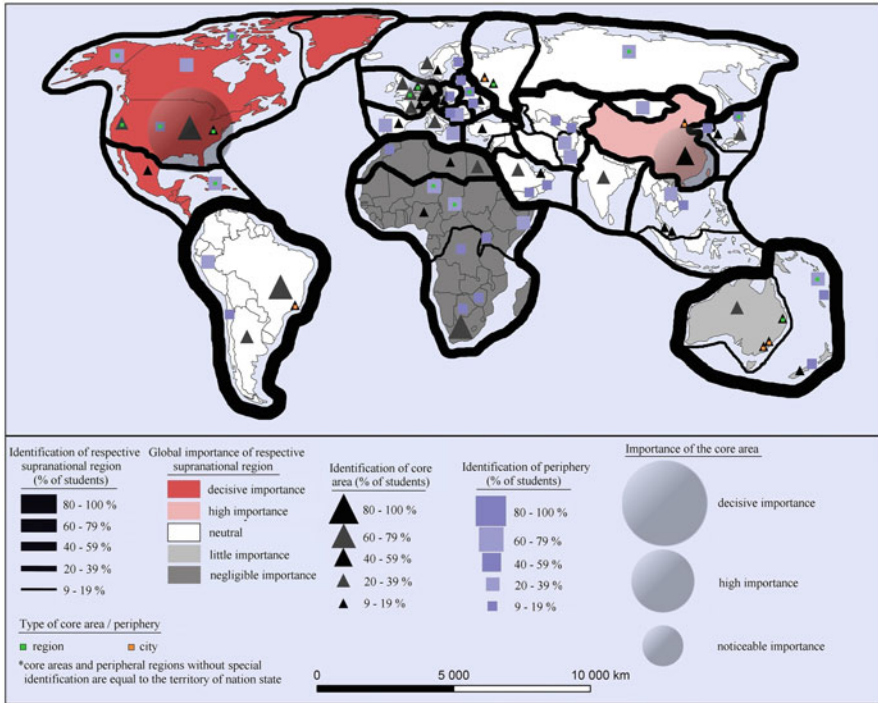 Identification of respective
supranational region
(% of students)
80 - 100 %
60 - 79 %
40 - 59 %
20 - 39 %
9 - 19 %
Global importance of respective
supranational region
decisive importance
high importance
neutral
little importance
negligible importance
Identification of core
area (% of students)
80 - 100 %
60 - 79 %
40 - 59 %
20 - 39 %
9 - 19 %
Identification of periphery
(% of students)
80 - 100 %
60 - 79 %
40 - 59 %
20 - 39 %
9 - 19 %
Importance of the core area
decisive importance
high importance
noticeable importance
Type of core area / periphery
region
city
*core areas and peripheral regions without special
identification are equal to the territory of nation state
0
5 000
10 000 km